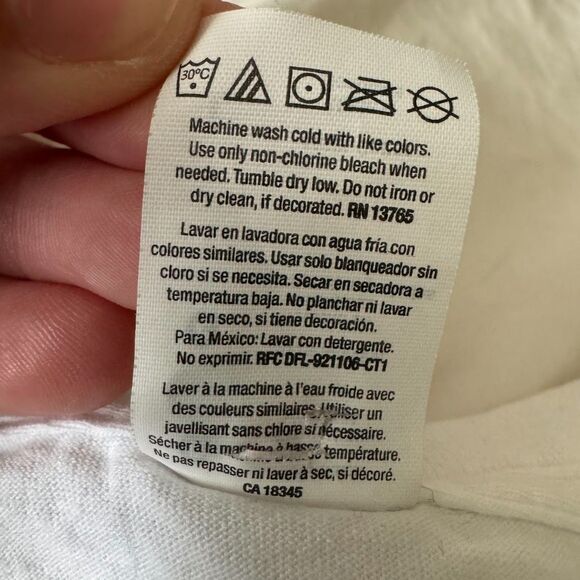 30°C
Machine wash cold with like colors.
Use only non-chlorine bleach when
needed. Tumble dry low. Do not iron or
dry clean, if decorated. RN 13765
Lavar en lavadora con agua fría con
colores similares. Usar solo blanqueador sin
cloro si se necesita. Secar en secadora a
temperatura baja. No planchar ni lavar
en seco, si tiene decoración.
Para México: Lavar con detergente.
No exprimir. RFC DFL-921106-CT1
Laver à la machine à l'eau froide avec
des couleurs similaires. Utiliser un
javellisant sans chlore si nécessaire.
Sécher à la machine à basse température.
Ne pas repasser ni laver à sec, si décoré.
CA 18345